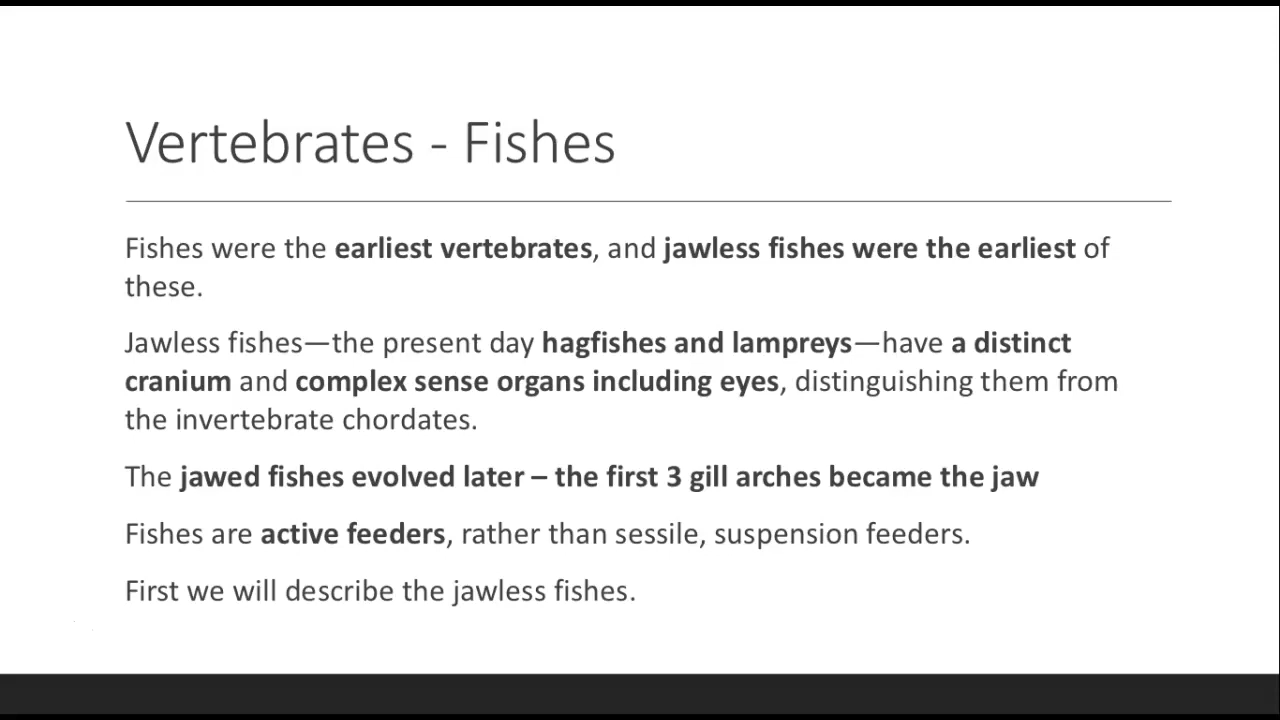 Vertebrates - Fishes
Fishes were the earliest vertebrates, and jawless fishes were the earliest of
these.
Jawless fishes—the present day hagfishes and lampreys—have a distinct
cranium and complex sense organs including eyes, distinguishing them from
the invertebrate chordates.
The jawed fishes evolved later – the first 3 gill arches became the jaw
Fishes are active feeders, rather than sessile, suspension feeders.
First we will describe the jawless fishes.